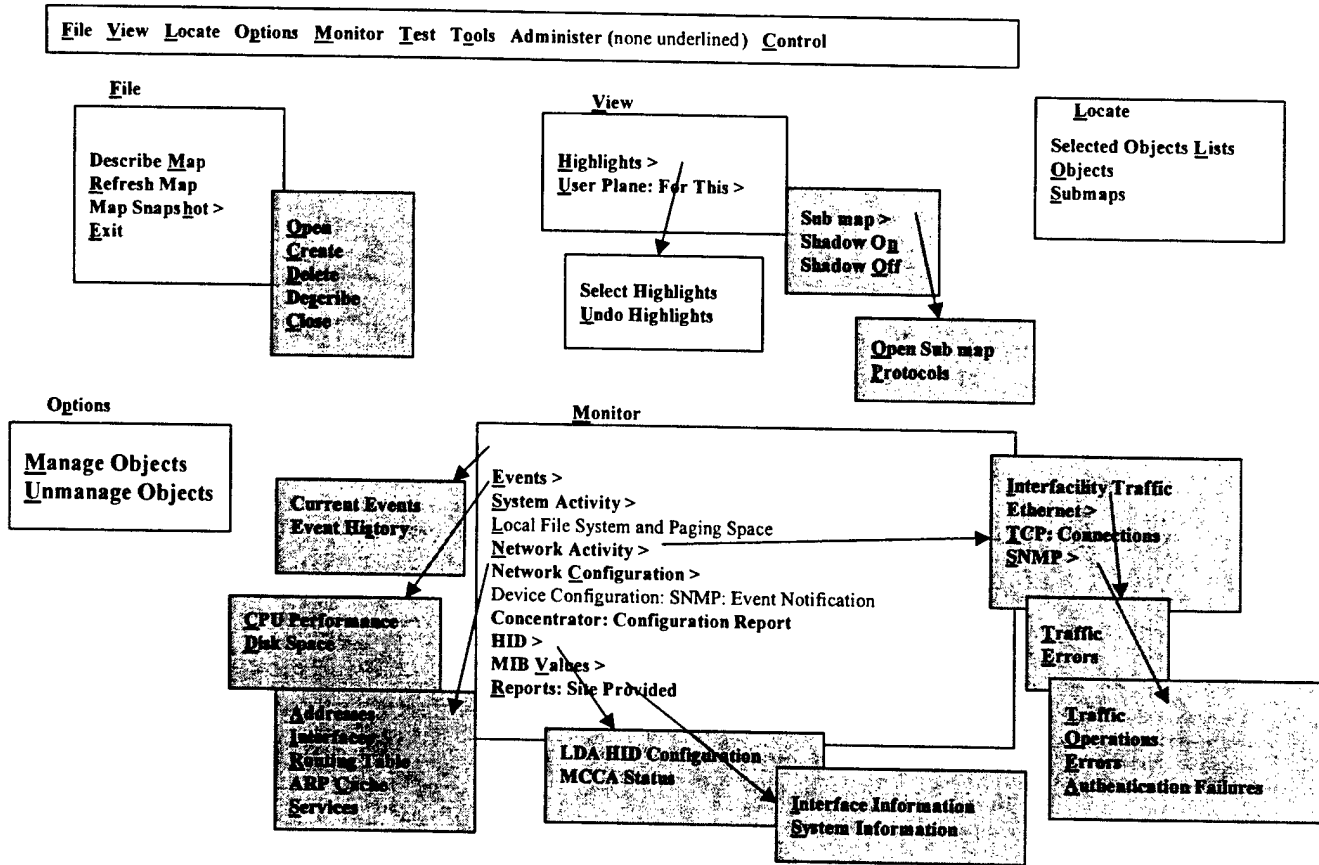 File View Locate Options Monitor Test Tools Administer (none underlined) Control
File
Describe Map
Refresh Map
Map Snapshot >
Exit
Open
Create
Delete
Describe
Close
View
Highlights >
User Plane: For This >
Sub map >
Shadow On
Shadow Off
Select Highlights
Undo Highlights
Open Sub map
Protocols
Locate
Selected Objects Lists
Objects
Submaps
Options
Manage Objects
Unmanage Objects
Monitor
Events >
System Activity >
Local File System and Paging Space
Network Activity >
Network Configuration >
Device Configuration: SNMP: Event Notification
Concentrator: Configuration Report
HID >
MIB Values >
Reports: Site Provided
Current Events
Event History
CPU Performance
Disk Space
Addresses
Interfaces
Routing Table
ARP Cache
Services
LDA HID Configuration
MCCA Status
Interface Information
System Information
Interfacility Traffic
Ethernet >
TCP: Connections
SNMP >
Traffic
Errors
Traffic
Operations
Errors
Authentication Failures